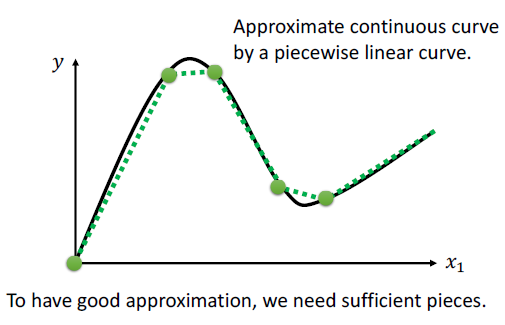 Approximate continuous curve
by a piecewise linear curve.
y
x₁
To have good approximation, we need sufficient pieces.